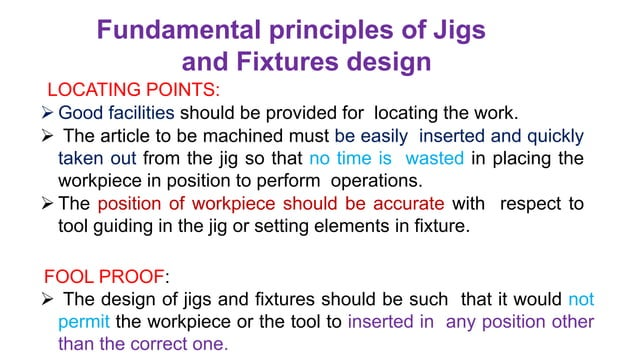 Fundamental principles of Jigs
and Fixtures design
LOCATING POINTS:
➢ Good facilities should be provided for locating the work.
➢ The article to be machined must be easily inserted and quickly
taken out from the jig so that no time is wasted in placing the
workpiece in position to perform operations.
➢ The position of workpiece should be accurate with respect to
tool guiding in the jig or setting elements in fixture.
FOOL PROOF:
➢ The design of jigs and fixtures should be such that it would not
permit the workpiece or the tool to inserted in any position other
than the correct one.